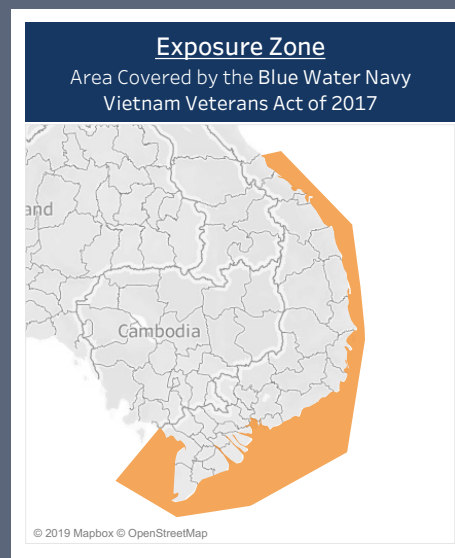 Exposure Zone
Area Covered by the Blue Water Navy
Vietnam Veterans Act of 2017
and
Cambodia
© 2019 Mapbox © OpenStreetMap